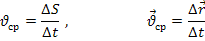 ϑ_ср = ΔS / Δt ,    ϑ⃗_ср = Δr⃗ / Δt